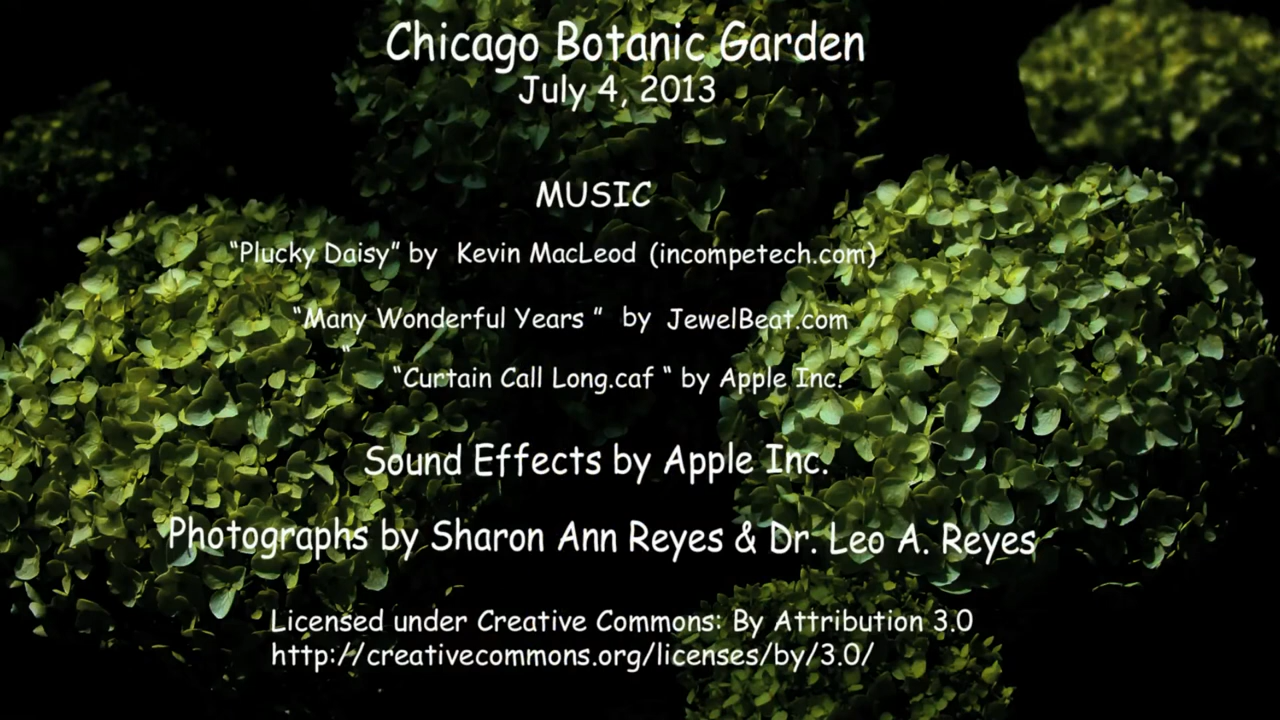 Chicago Botanic Garden
July 4, 2013
MUSIC
“Plucky Daisy” by Kevin MacLeod (incompetech.com)
“Many Wonderful Years ” by JewelBeat.com
“
“Curtain Call Long.caf “ by Apple Inc.
Sound Effects by Apple Inc.
Photographs by Sharon Ann Reyes & Dr. Leo A. Reyes
Licensed under Creative Commons: By Attribution 3.0
http://creativecommons.org/licenses/by/3.0/